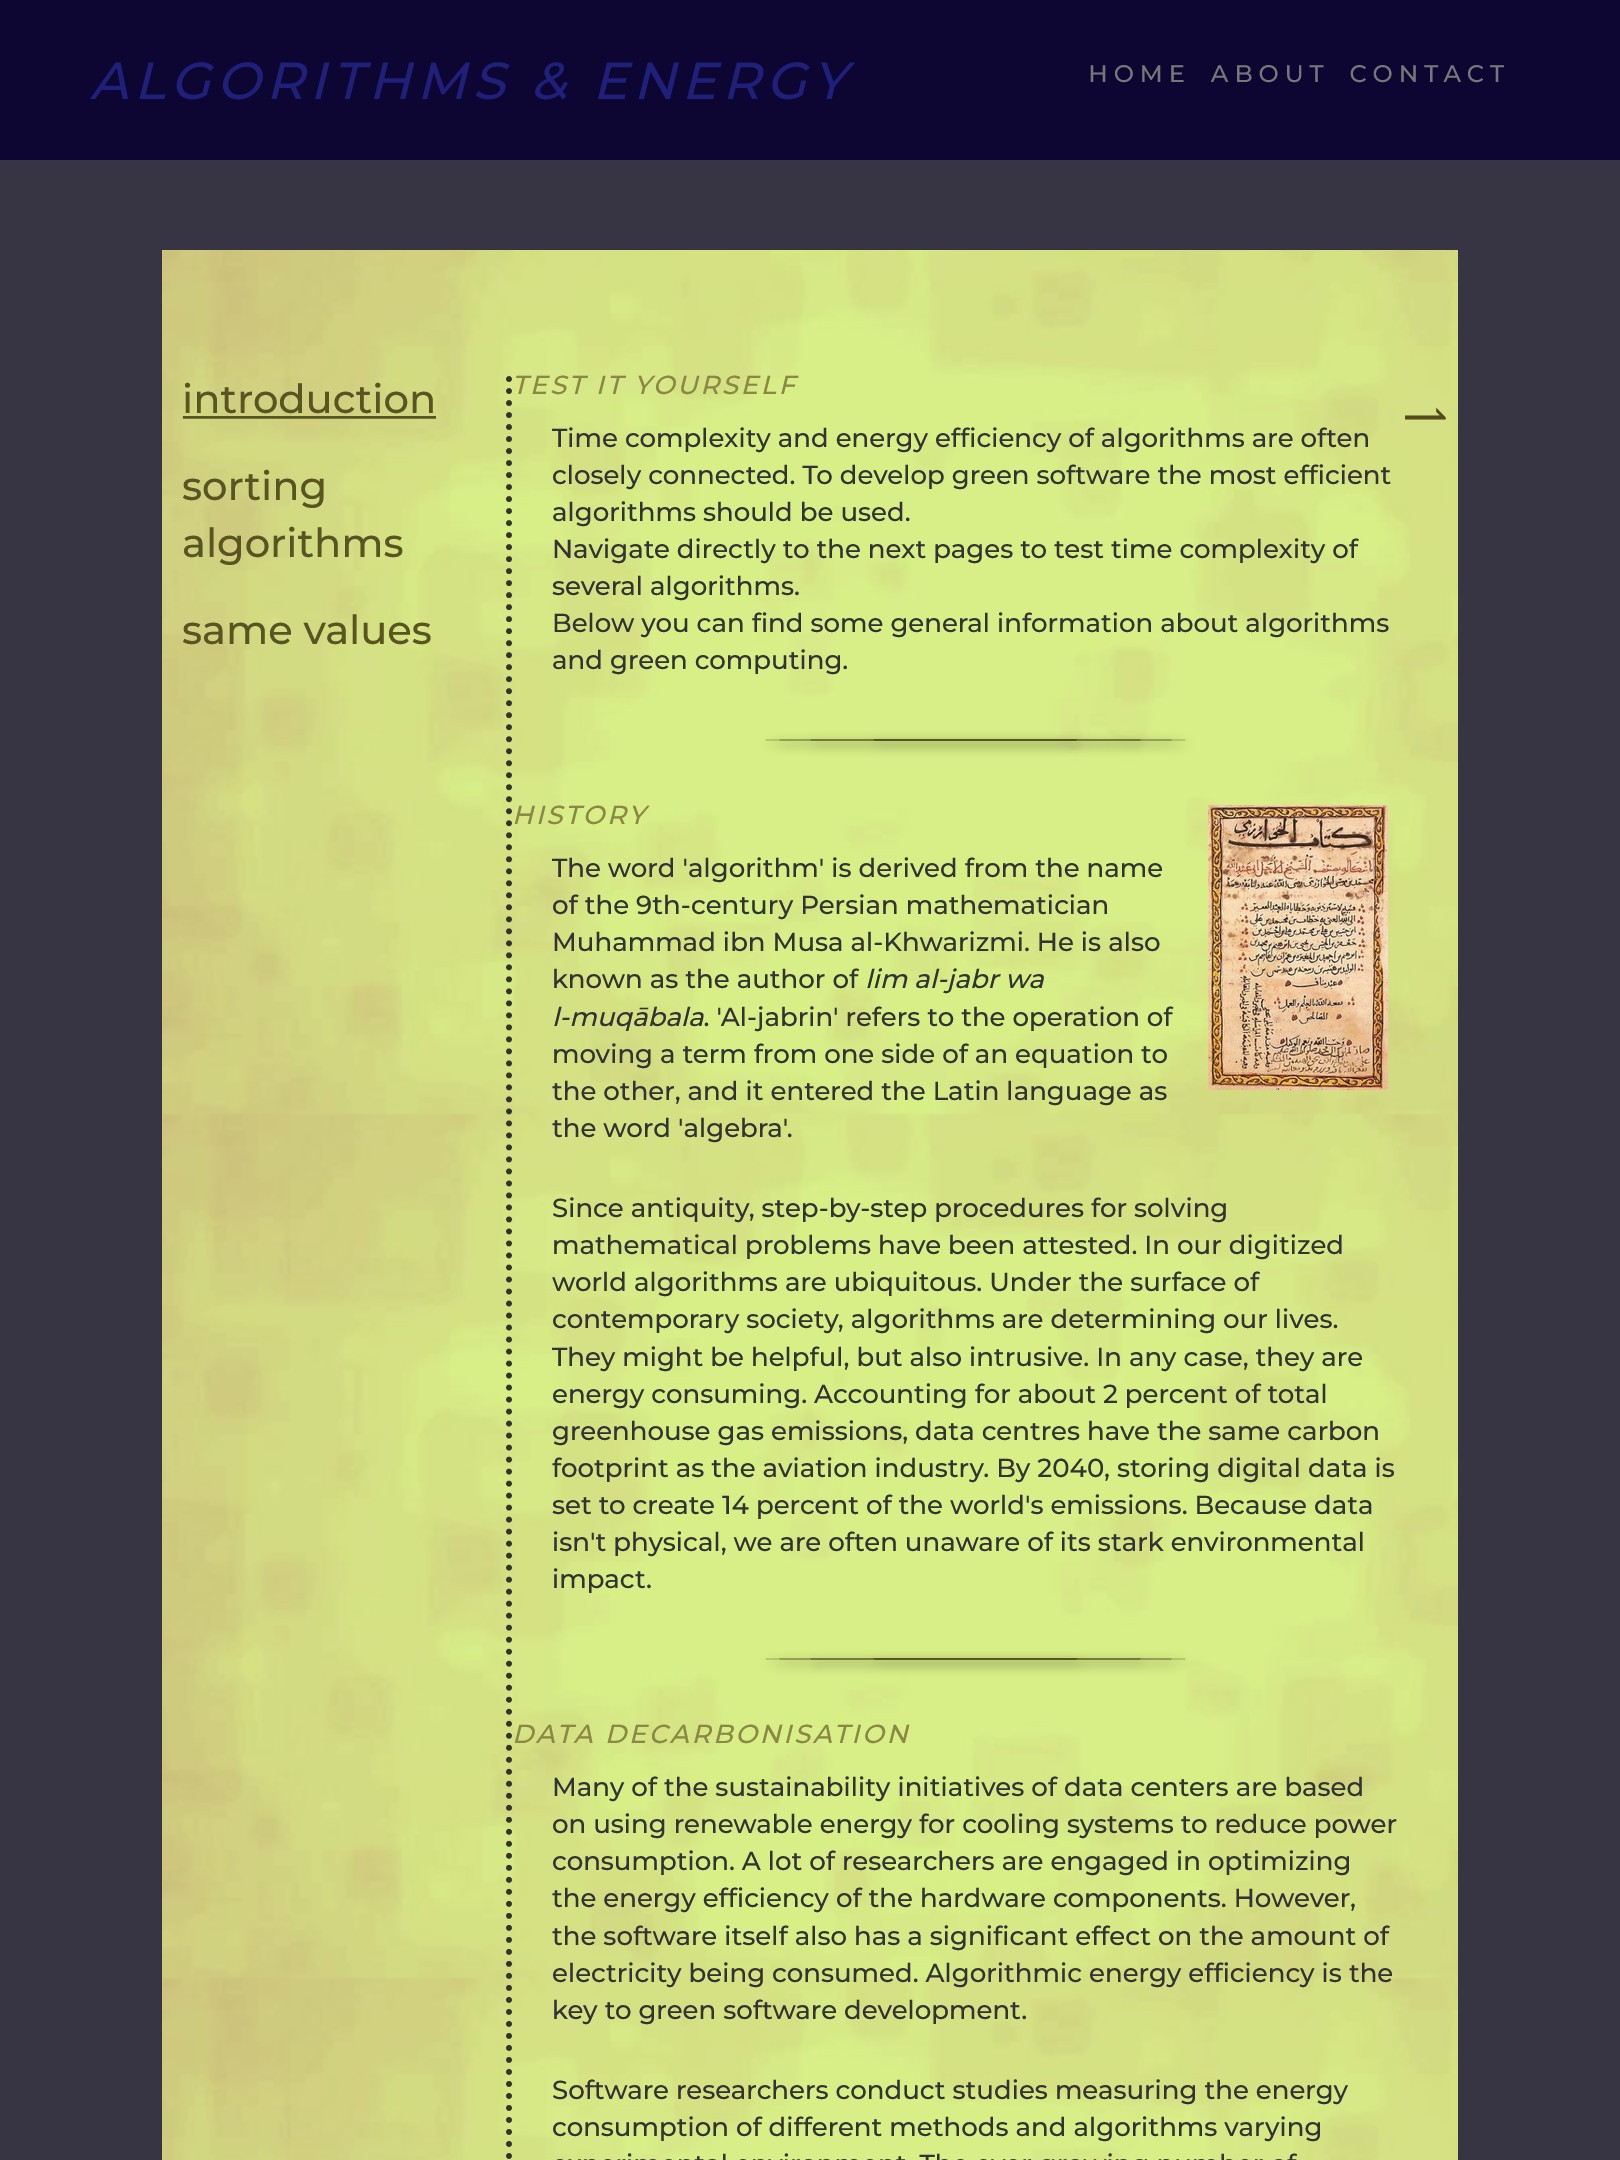 ALGORITHMS & ENERGY
HOME ABOUT CONTACT
introduction
sorting
algorithms
same values
TEST IT YOURSELF
Time complexity and energy efficiency of algorithms are often
closely connected. To develop green software the most efficient
algorithms should be used.
Navigate directly to the next pages to test time complexity of
several algorithms.
Below you can find some general information about algorithms
and green computing.
HISTORY
The word 'algorithm' is derived from the name
of the 9th-century Persian mathematician
Muhammad ibn Musa al-Khwarizmi. He is also
known as the author of lim al-jabr wa
l-muqābala. 'Al-jabrin' refers to the operation of
moving a term from one side of an equation to
the other, and it entered the Latin language as
the word 'algebra'.
Since antiquity, step-by-step procedures for solving
mathematical problems have been attested. In our digitized
world algorithms are ubiquitous. Under the surface of
contemporary society, algorithms are determining our lives.
They might be helpful, but also intrusive. In any case, they are
energy consuming. Accounting for about 2 percent of total
greenhouse gas emissions, data centres have the same carbon
footprint as the aviation industry. By 2040, storing digital data is
set to create 14 percent of the world's emissions. Because data
isn't physical, we are often unaware of its stark environmental
impact.
DATA DECARBONISATION
Many of the sustainability initiatives of data centers are based
on using renewable energy for cooling systems to reduce power
consumption. A lot of researchers are engaged in optimizing
the energy efficiency of the hardware components. However,
the software itself also has a significant effect on the amount of
electricity being consumed. Algorithmic energy efficiency is the
key to green software development.
Software researchers conduct studies measuring the energy
consumption of different methods and algorithms varying
experimental environment. The ever growing number of